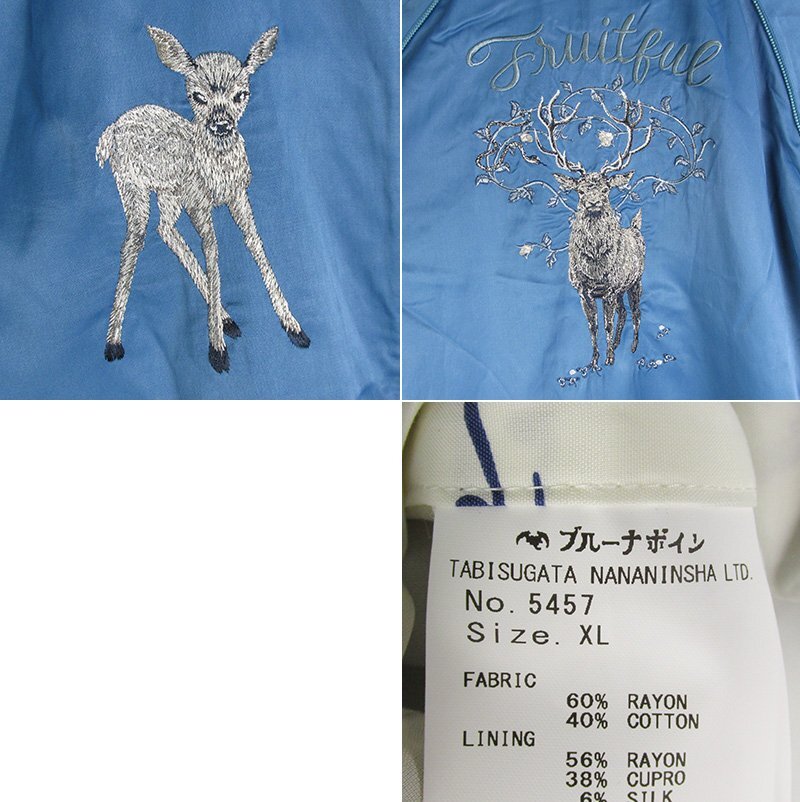 Fruitful
ブルーナボイン
TABISUGATA NANANINSHA LTD.
No. 5457
Size. XL
FABRIC
60% RAYON
40% COTTON
LINING
56% RAYON
38% CUPRO
6% SILK